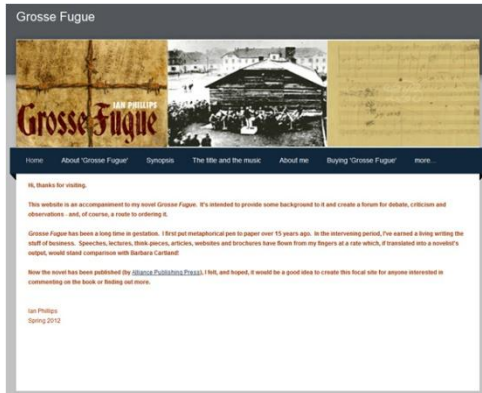 Grosse Fugue
IAN PHILLIPS
Grosse Fugue
Home About 'Grosse Fugue' Synopsis The title and the music About me Buying 'Grosse Fugue' more...
Hi, thanks for visiting.
This website is an accompaniment to my novel Grosse Fugue. It's intended to provide some background to it and create a forum for debate, criticism and
observations - and, of course, a route to ordering it.
Grosse Fugue has been a long time in gestation. I first put metaphorical pen to paper over 15 years ago. In the intervening period, I've earned a living writing the
stuff of business. Speeches, lectures, think-pieces, articles, websites and brochures have flown from my fingers at a rate which, if translated into a novelist's
output, would stand comparison with Barbara Cartland!
Now the novel has been published (by Alliance Publishing Press), I felt, and hoped, it would be a good idea to create this focal site for anyone interested in
commenting on the book or finding out more.
Ian Phillips
Spring 2012